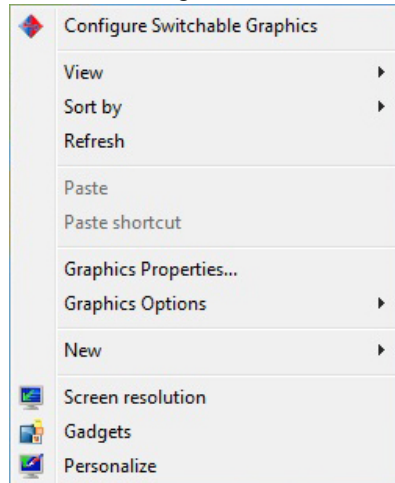 Configure Switchable Graphics
View
Sort by
Refresh
Paste
Paste shortcut
Graphics Properties...
Graphics Options
New
Screen resolution
Gadgets
Personalize